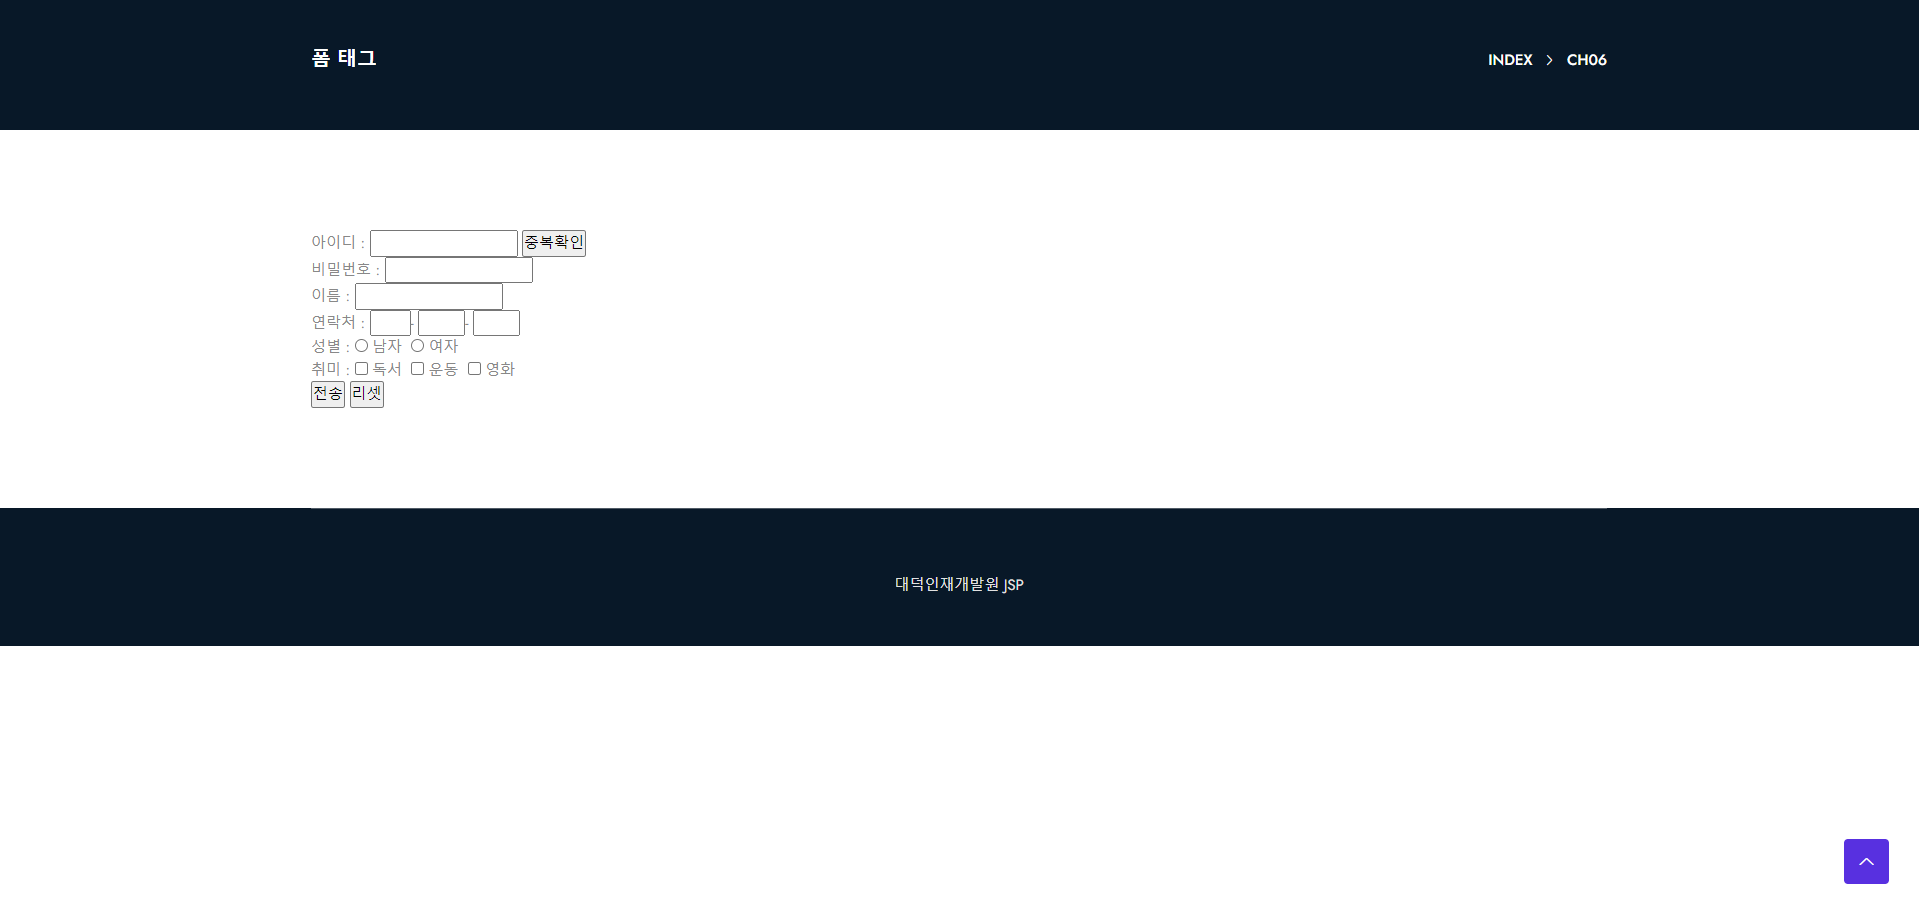 폼 태그
INDEX > CH06
아이디 : 중복확인
비밀번호 :
이름 :
연락처 : - -
성별 : 남자 여자
취미 : 독서 운동 영화
전송 리셋
대덕인재개발원 JSP